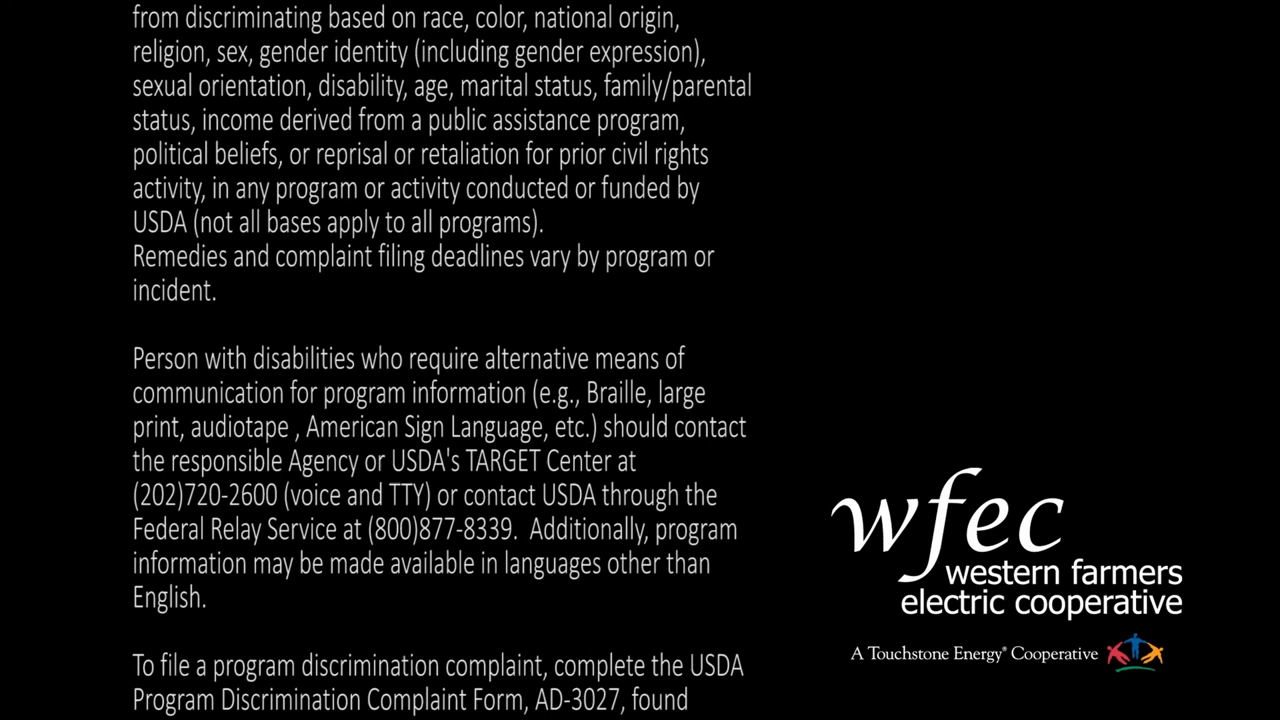 from discriminating based on race, color, national origin,
religion, sex, gender identity (including gender expression),
sexual orientation, disability, age, marital status, family/parental
status, income derived from a public assistance program,
political beliefs, or reprisal or retaliation for prior civil rights
activity, in any program or activity conducted or funded by
USDA (not all bases apply to all programs).
Remedies and complaint filing deadlines vary by program or
incident.
Person with disabilities who require alternative means of
communication for program information (e.g., Braille, large
print, audiotape , American Sign Language, etc.) should contact
the responsible Agency or USDA's TARGET Center at
(202)720-2600 (voice and TTY) or contact USDA through the
Federal Relay Service at (800)877-8339.  Additionally, program
information may be made available in languages other than
English.
To file a program discrimination complaint, complete the USDA
Program Discrimination Complaint Form, AD-3027, found
wfec
western farmers
electric cooperative
A Touchstone Energy® Cooperative